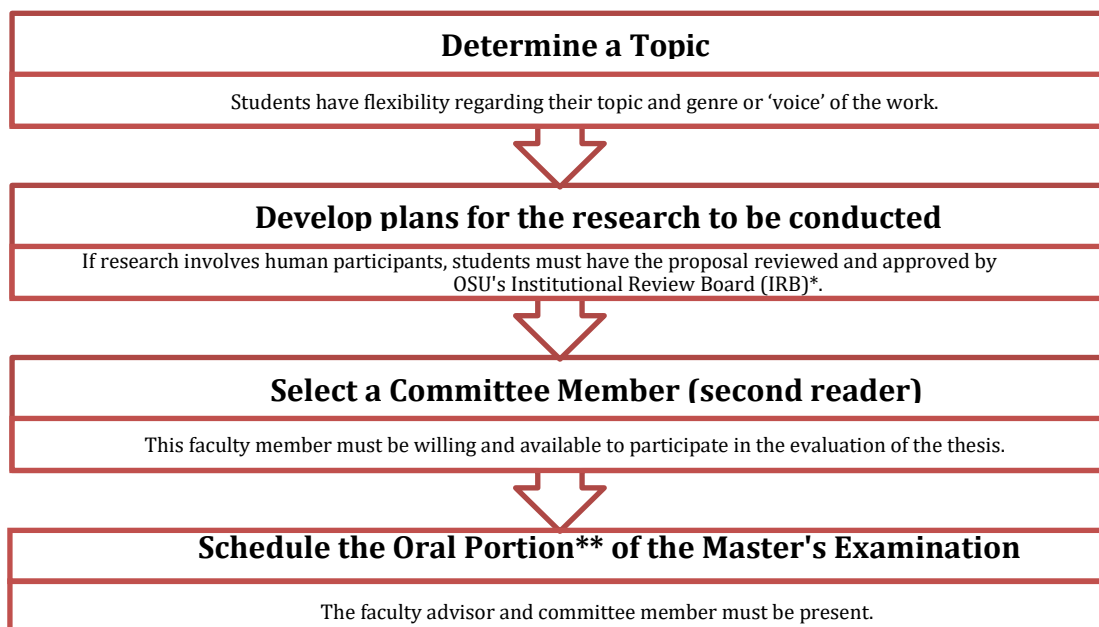 Determine a Topic
Students have flexibility regarding their topic and genre or ‘voice’ of the work.
Develop plans for the research to be conducted
If research involves human participants, students must have the proposal reviewed and approved by
OSU's Institutional Review Board (IRB)*.
Select a Committee Member (second reader)
This faculty member must be willing and available to participate in the evaluation of the thesis.
Schedule the Oral Portion** of the Master's Examination
The faculty advisor and committee member must be present.